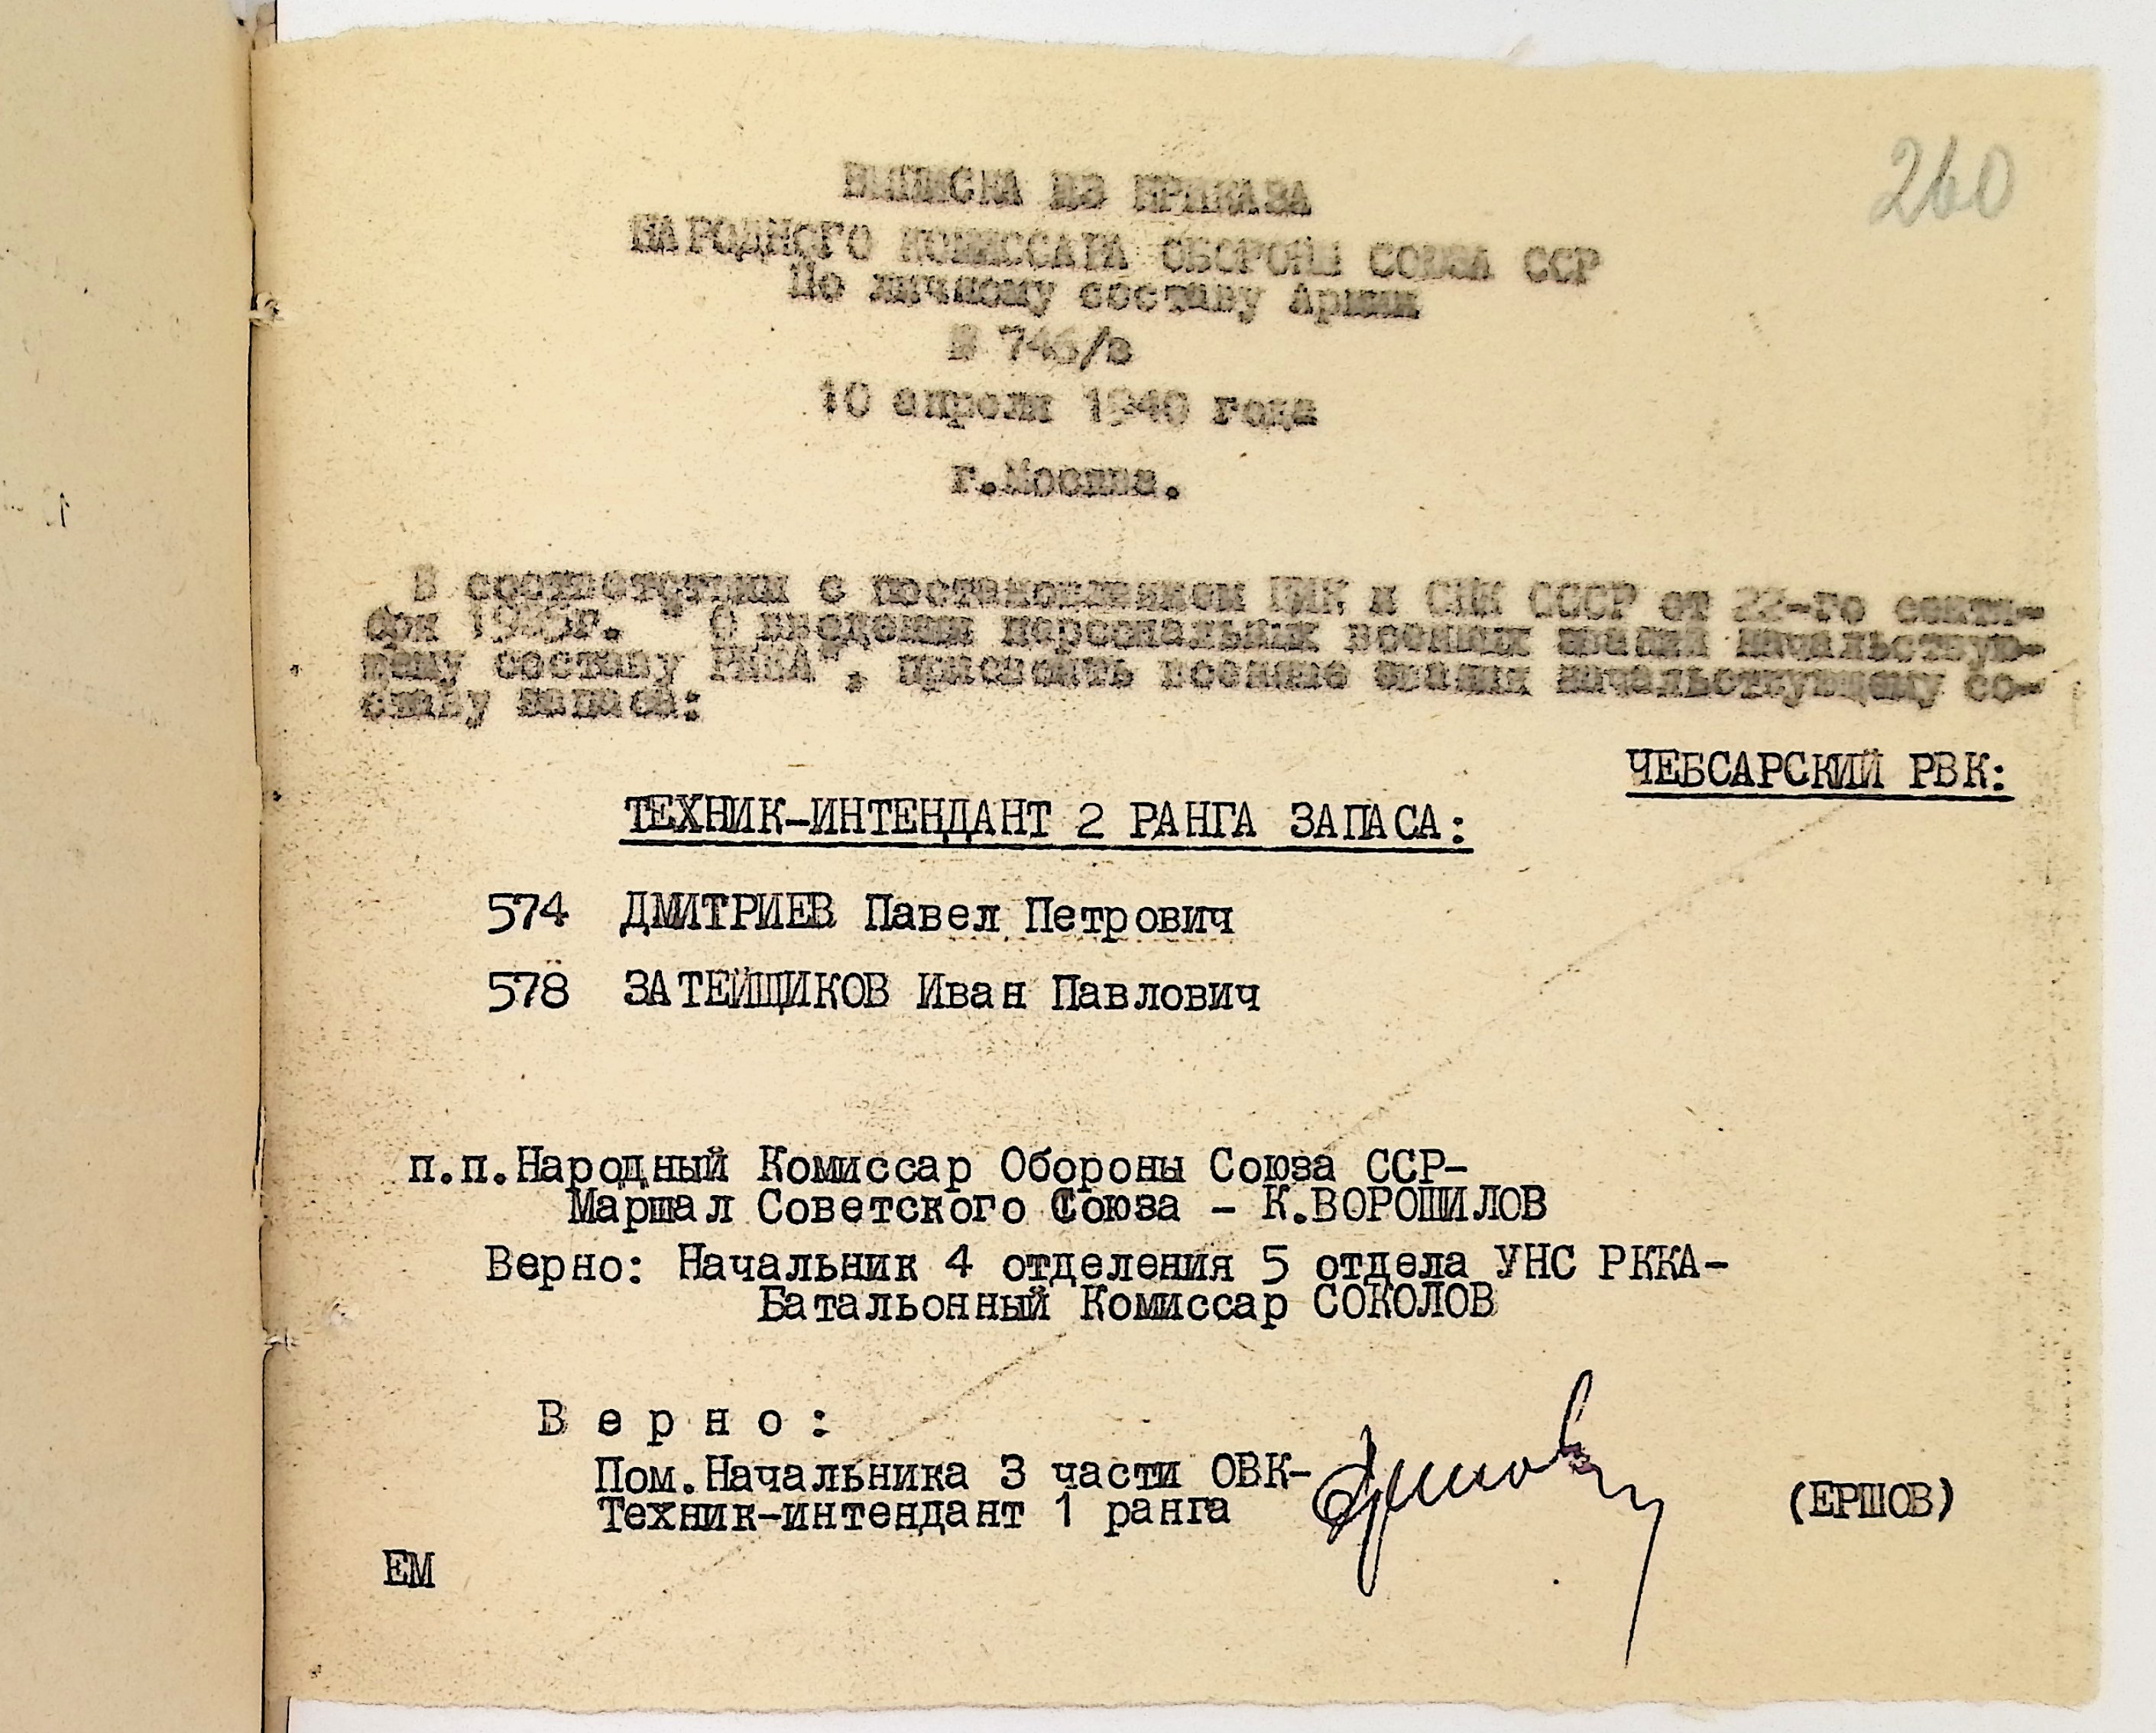 260
ВЫПИСКА ИЗ ПРИКАЗА
НАРОДНОГО КОМИССАРА ОБОРОНЫ СОЮЗА ССР
По личному составу Армии
№ 746/з
10 апреля 1940 года
г.Москва.
В соответствии с постановлением ЦИК и СНК СССР от 22-го сентя-
бря 1935г. " О введении персональных военных званий начальствую-
щему составу РККА", присвоить военные звания начальствующему со-
ставу запаса:
ЧЕБСАРСКИЙ РВК:
ТЕХНИК-ИНТЕНДАНТ 2 РАНГА ЗАПАСА:
574 ДМИТРИЕВ Павел Петрович
578 ЗАТЕЙЩИКОВ Иван Павлович
п.п.Народный Комиссар Обороны Союза ССР-
Маршал Советского Союза - К.ВОРОШИЛОВ
Верно: Начальник 4 отделения 5 отдела УНС РККА-
Батальонный Комиссар СОКОЛОВ
В е р н о :
Пом.Начальника 3 части ОВК-
Техник-интендант 1 ранга Ершов (ЕРШОВ)
ЕМ